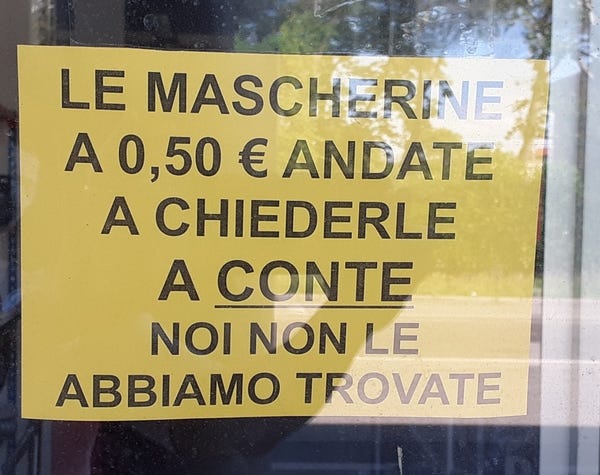 LE MASCHERINE
A 0,50 € ANDATE
A CHIEDERLE
A CONTE
NOI NON LE
ABBIAMO TROVATE